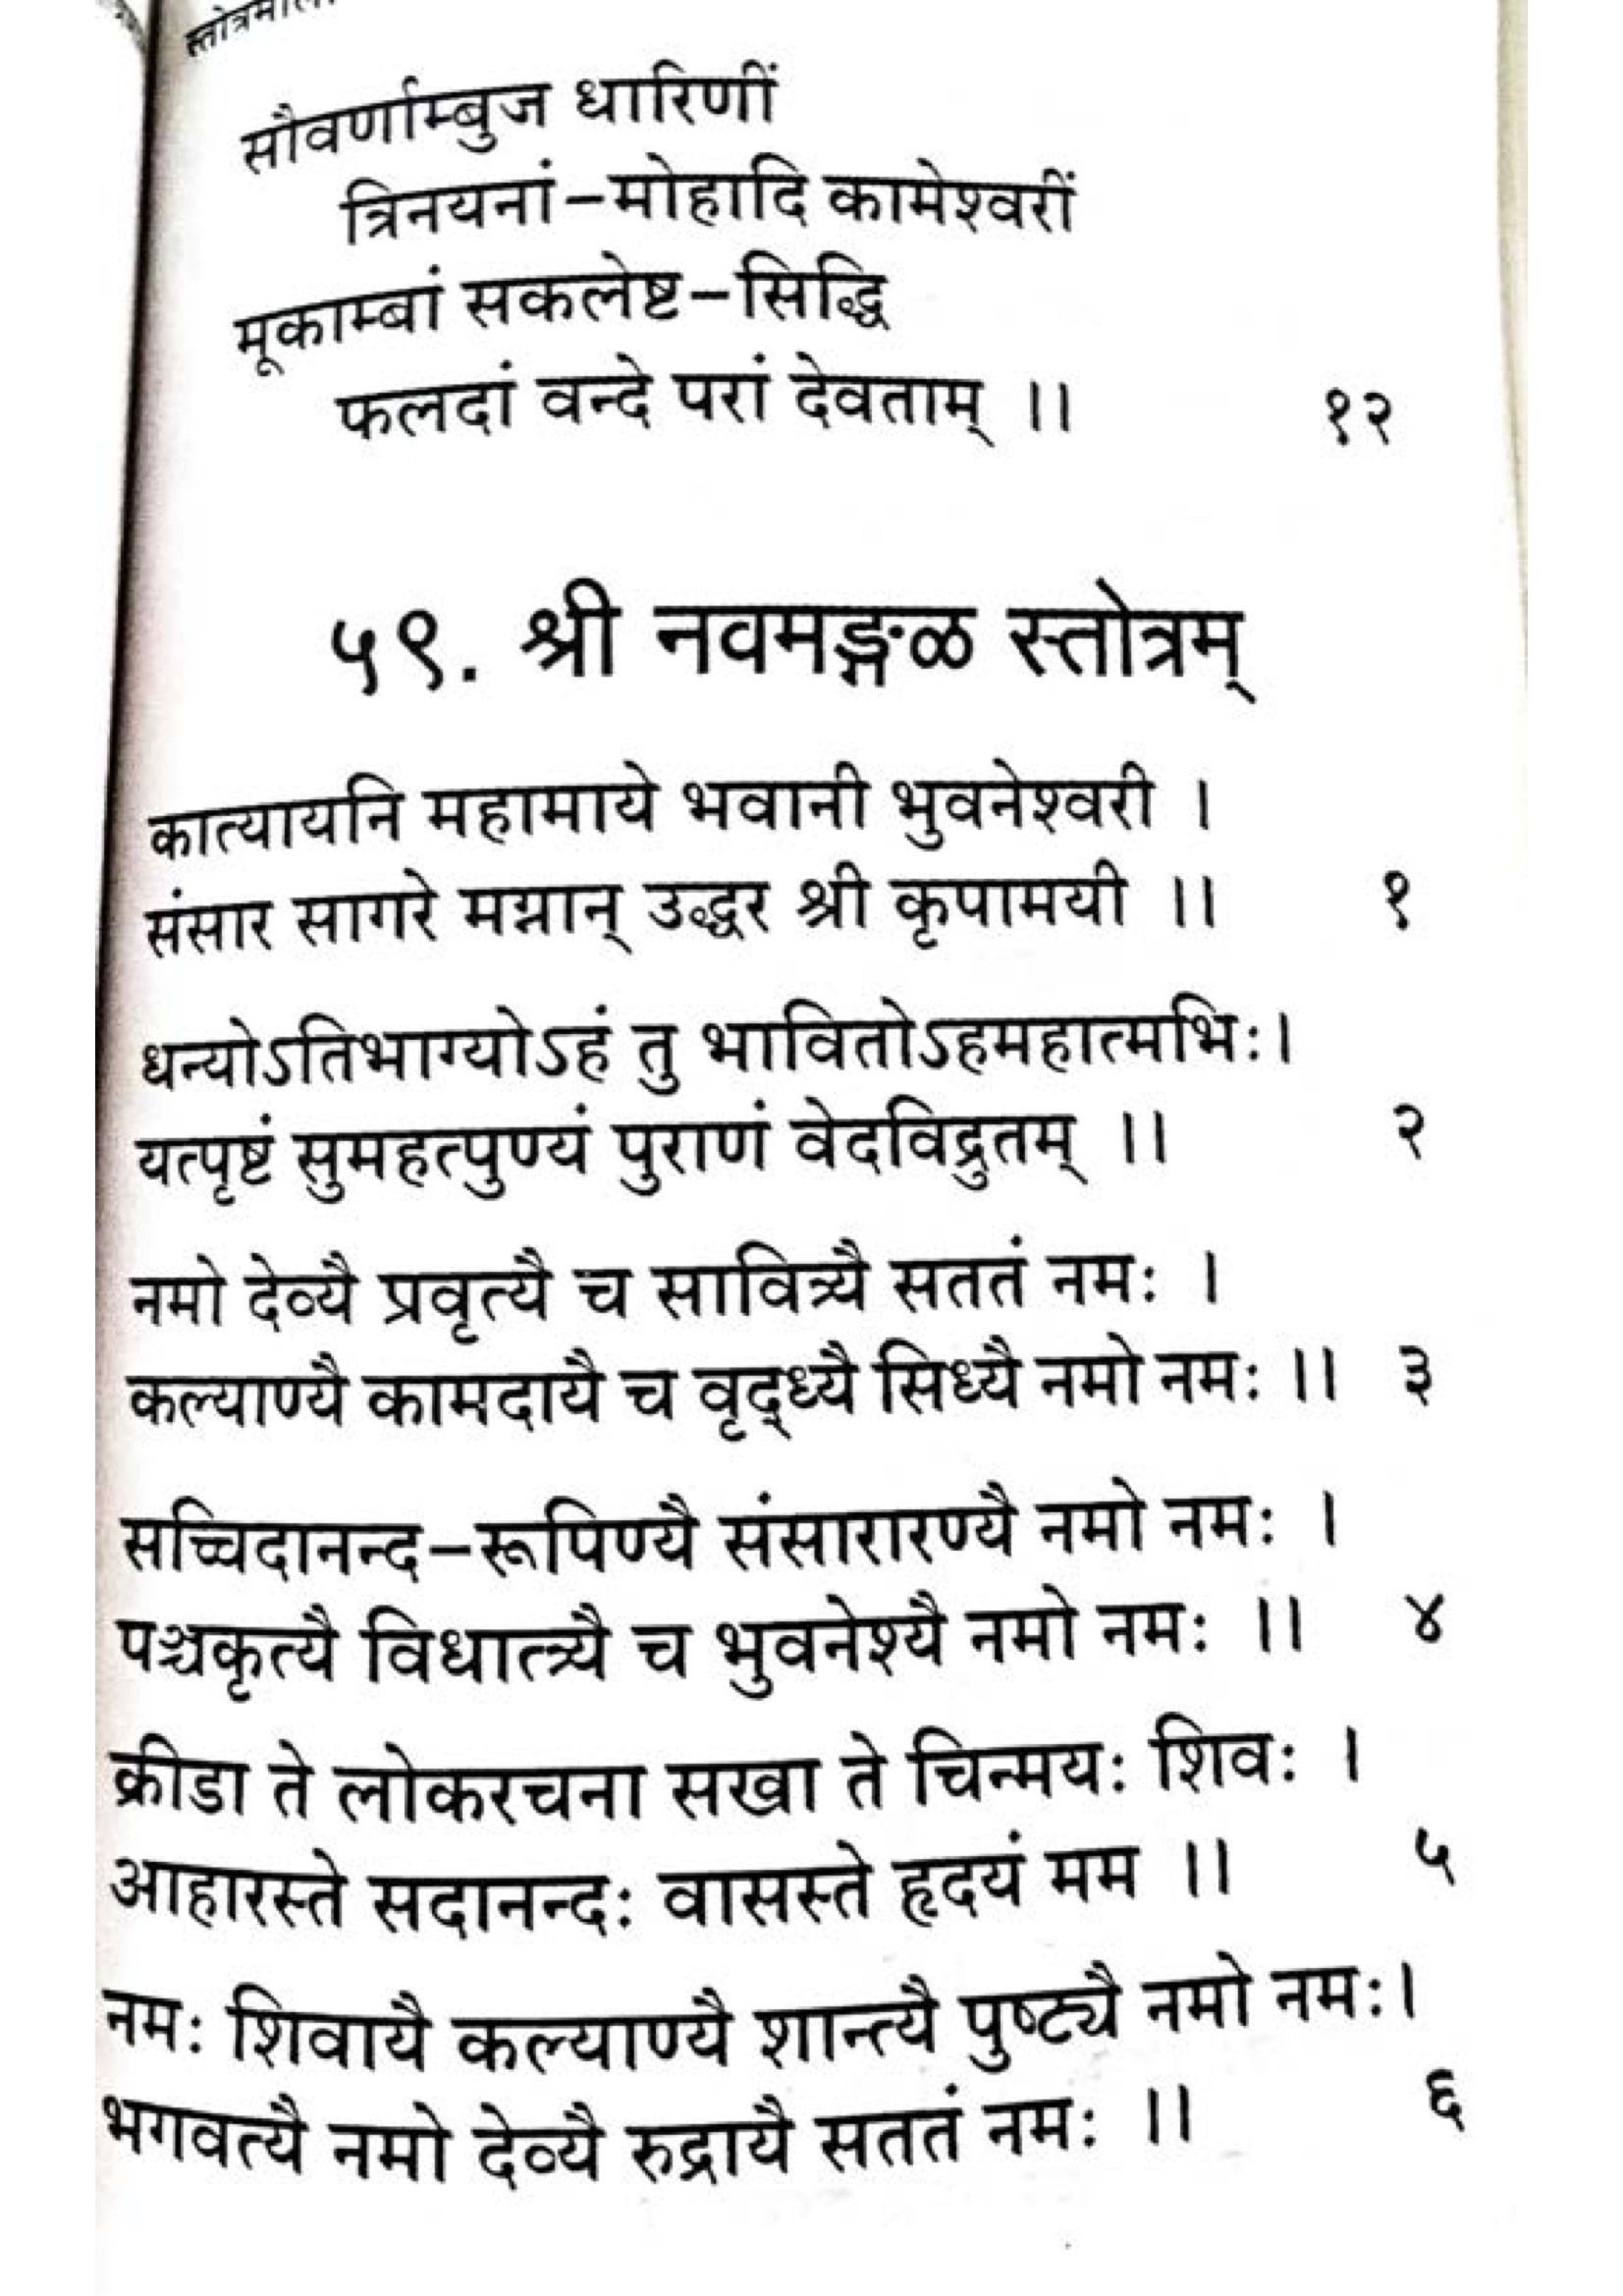 सौवर्णाम्बुज धारिणीं
त्रिनयनां-मोहादि कामेश्वरीं
मूकाम्बां सकलेष्ट-सिद्धि
फलदां वन्दे परां देवताम् ।। १२
५९. श्री नवमङ्गळ स्तोत्रम्
कात्यायनि महामाये भवानी भुवनेश्वरी ।
संसार सागरे मग्नान् उद्धर श्री कृपामयी ।। १
धन्योऽतिभाग्योऽहं तु भावितोऽहमहात्मभिः।
यत्पृष्टं सुमहत्पुण्यं पुराणं वेदविद्रुतम् ।। २
नमो देव्यै प्रवृत्यै च सावित्र्यै सततं नमः ।
कल्याण्यै कामदायै च वृद्ध्यै सिध्यै नमो नमः ।। ३
सच्चिदानन्द-रूपिण्यै संसारारण्यै नमो नमः ।
पञ्चकृत्यै विधात्र्यै च भुवनेश्यै नमो नमः ।। ४
क्रीडा ते लोकरचना सखा ते चिन्मयः शिवः ।
आहारस्ते सदानन्दः वासस्ते हृदयं मम ।। ५
नमः शिवायै कल्याण्यै शान्त्यै पुष्ट्यै नमो नमः।
भगवत्यै नमो देव्यै रुद्रायै सततं नमः ।। ६